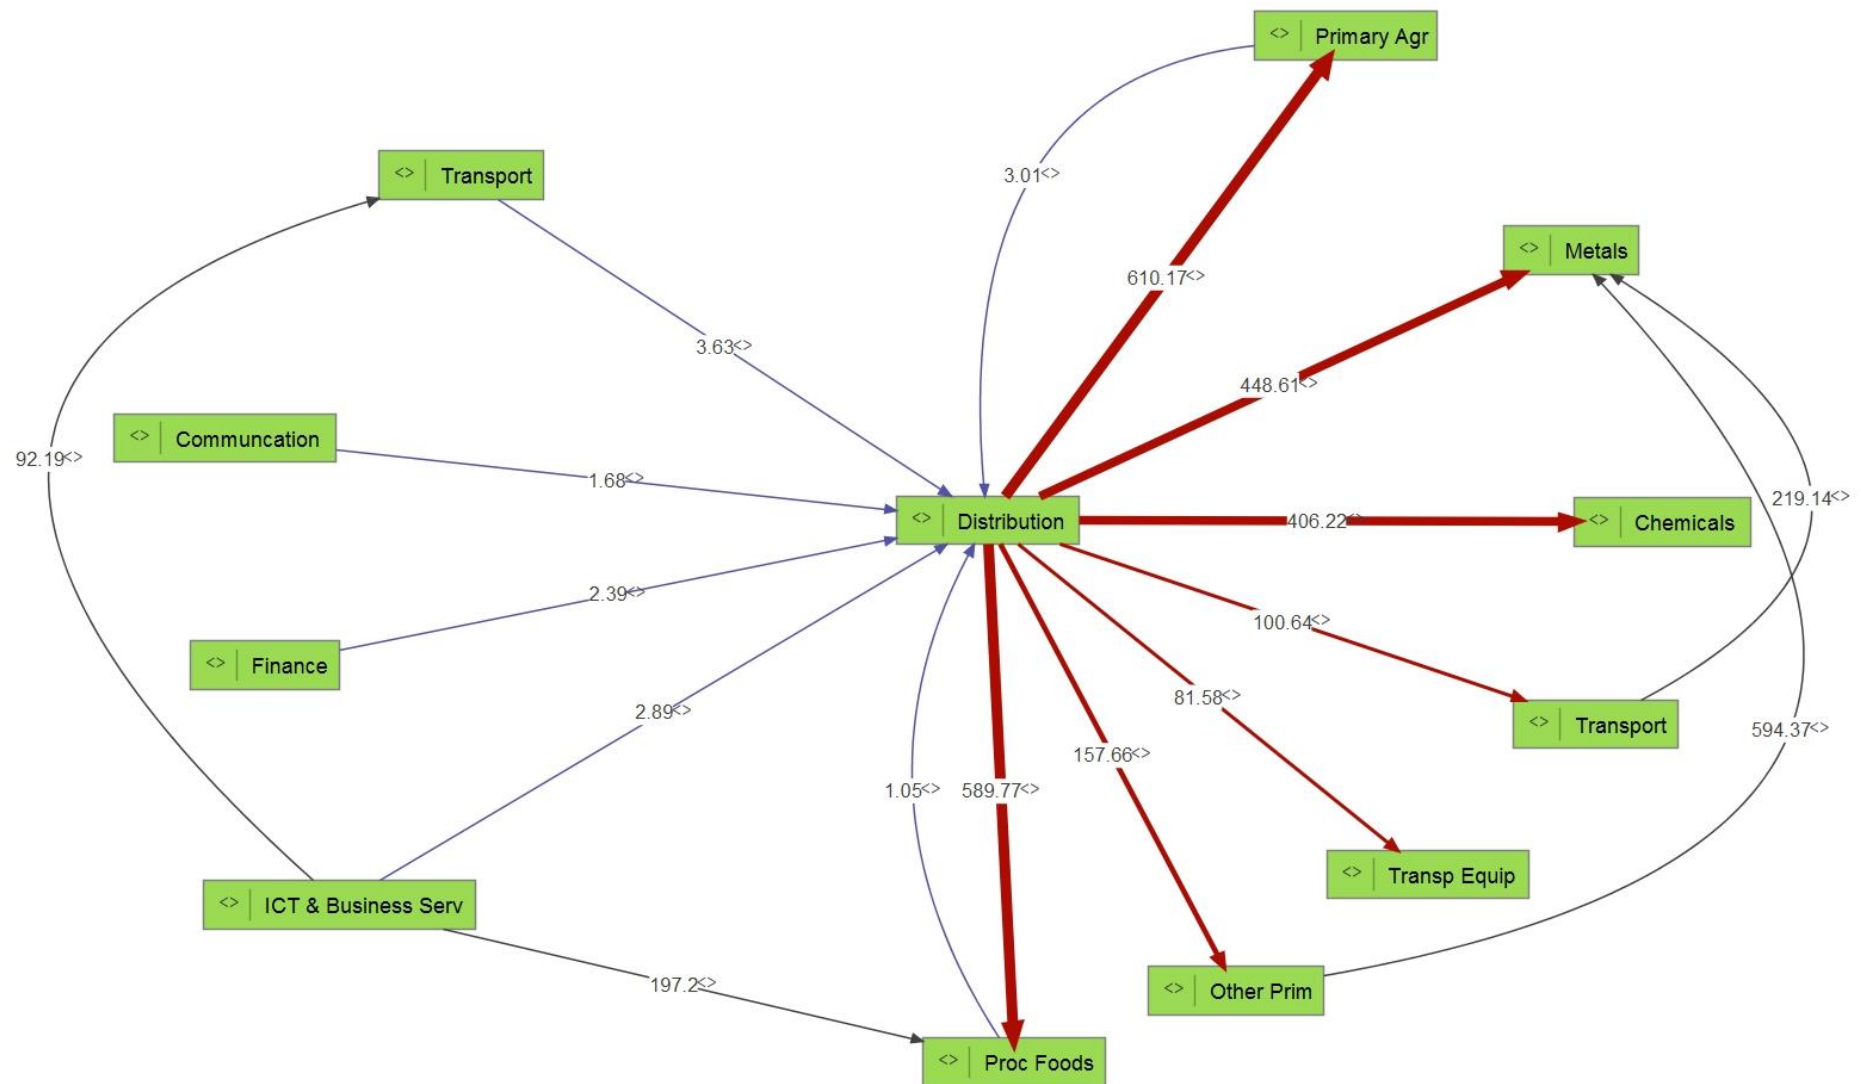 <> Primary Agr
<> Transport
3.01<>
<> Metals
610.17<>
3.63<>
448.61<>
<> Communcation
92.19<>
1.68<>
219.14<>
<> Distribution
406.22<>
<> Chemicals
2.39<>
100.64<>
<> Finance
2.89<>
81.58<>
<> Transport
594.37<>
157.66<>
1.05<>
589.77<>
<> Transp Equip
<> ICT & Business Serv
197.2<>
<> Other Prim
<> Proc Foods